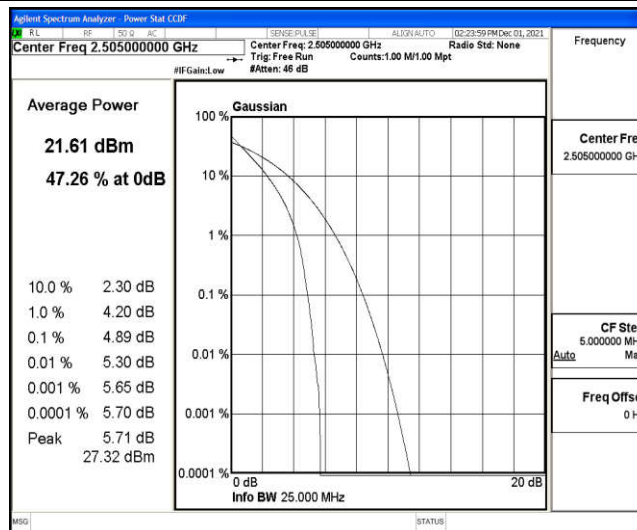 Agilent Spectrum Analyzer - Power Stat CCDF
RL RF 50 Ω AC SENSE:PULSE ALIGN AUTO 02:23:59 PM Dec 01, 2021
Center Freq 2.505000000 GHz
Center Freq: 2.505000000 GHz Radio Std: None
Trig: Free Run Counts:1.00 M/1.00 Mpt
#IFGain:Low #Atten: 46 dB
Average Power
21.61 dBm
47.26 % at 0dB
10.0 % 2.30 dB
1.0 % 4.20 dB
0.1 % 4.89 dB
0.01 % 5.30 dB
0.001 % 5.65 dB
0.0001 % 5.70 dB
Peak 5.71 dB
27.32 dBm
Gaussian
100 %
10 %
1 %
0.1 %
0.01 %
0.001 %
0.0001 %
0 dB 20 dB
Info BW 25.000 MHz
Frequency
Center Fre
2.505000000 GH
CF Ste
5.000000 MH
Auto Ma
Freq Offs
0 H
MSG STATUS